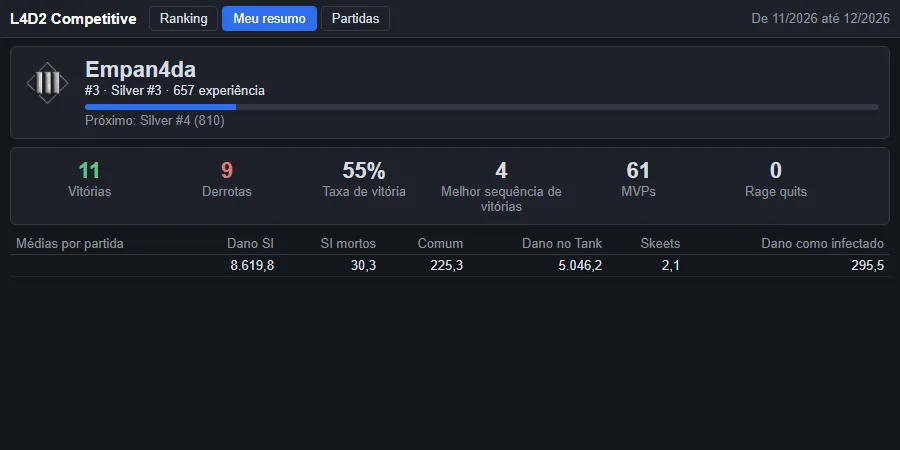 L4D2 Competitive Ranking Meu resumo Partidas De 11/2026 até 12/2026
III
Empan4da
#3 · Silver #3 · 657 experiência
Próximo: Silver #4 (810)
11 9 55% 4 61 0
Vitórias Derrotas Taxa de vitória Melhor sequência de vitórias MVPs Rage quits
Médias por partida Dano SI SI mortos Comum Dano no Tank Skeets Dano como infectado
8.619,8 30,3 225,3 5.046,2 2,1 295,5